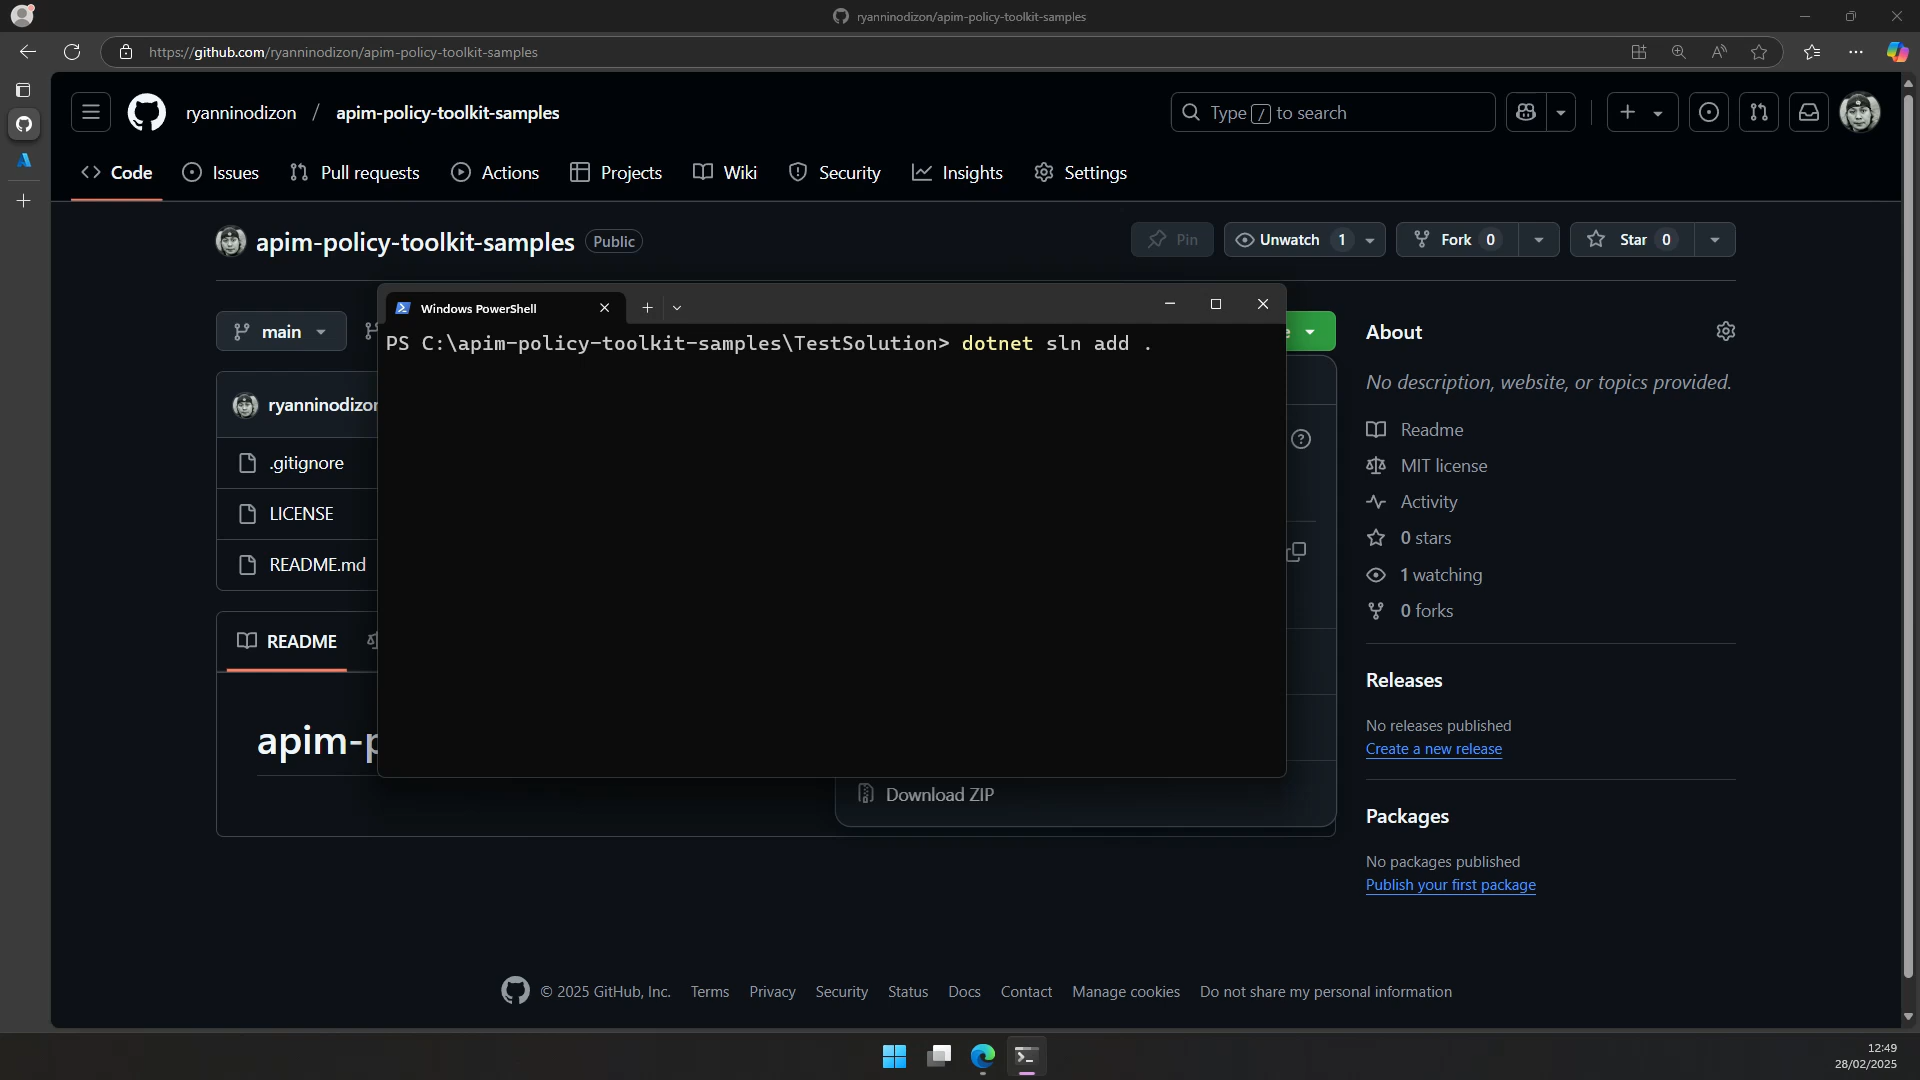 ryanninodizon/apim-policy-toolkit-samples
https://github.com/ryanninodizon/apim-policy-toolkit-samples
ryanninodizon / apim-policy-toolkit-samples
Type / to search
Code
Issues
Pull requests
Actions
Projects
Wiki
Security
Insights
Settings
apim-policy-toolkit-samples
Public
Pin
Unwatch 1
Fork 0
Star 0
main
Windows PowerShell
PS C:\apim-policy-toolkit-samples\TestSolution> dotnet sln add .
ryanninodizon
.gitignore
LICENSE
README.md
README
apim-p
Download ZIP
About
No description, website, or topics provided.
Readme
MIT license
Activity
0 stars
1 watching
0 forks
Releases
No releases published
Create a new release
Packages
No packages published
Publish your first package
© 2025 GitHub, Inc. Terms Privacy Security Status Docs Contact Manage cookies Do not share my personal information
12:49
28/02/2025